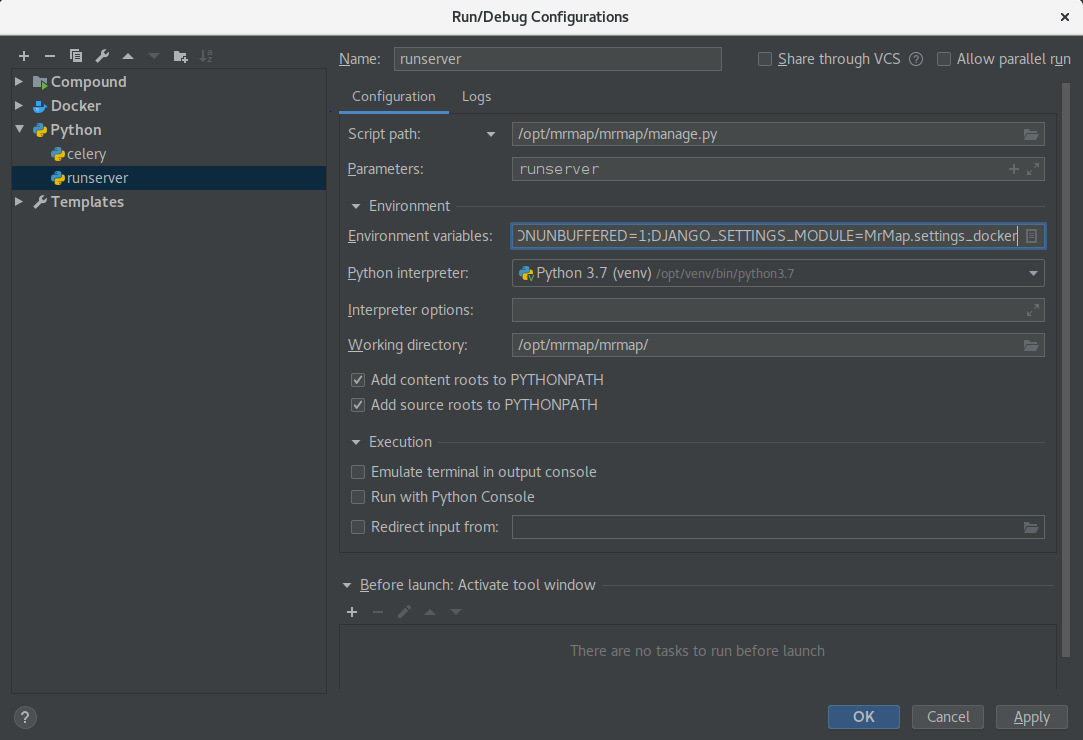 Run/Debug Configurations
Name: runserver
Share through VCS ? Allow parallel run
Compound
Docker
Python
celery
runserver
Templates
Configuration Logs
Script path: /opt/mrmap/mrmap/manage.py
Parameters: runserver
Environment
Environment variables: ONUNBUFFERED=1;DJANGO_SETTINGS_MODULE=MrMap.settings_docker
Python interpreter: Python 3.7 (venv) /opt/venv/bin/python3.7
Interpreter options:
Working directory: /opt/mrmap/mrmap/
Add content roots to PYTHONPATH
Add source roots to PYTHONPATH
Execution
Emulate terminal in output console
Run with Python Console
Redirect input from:
Before launch: Activate tool window
There are no tasks to run before launch
? OK Cancel Apply